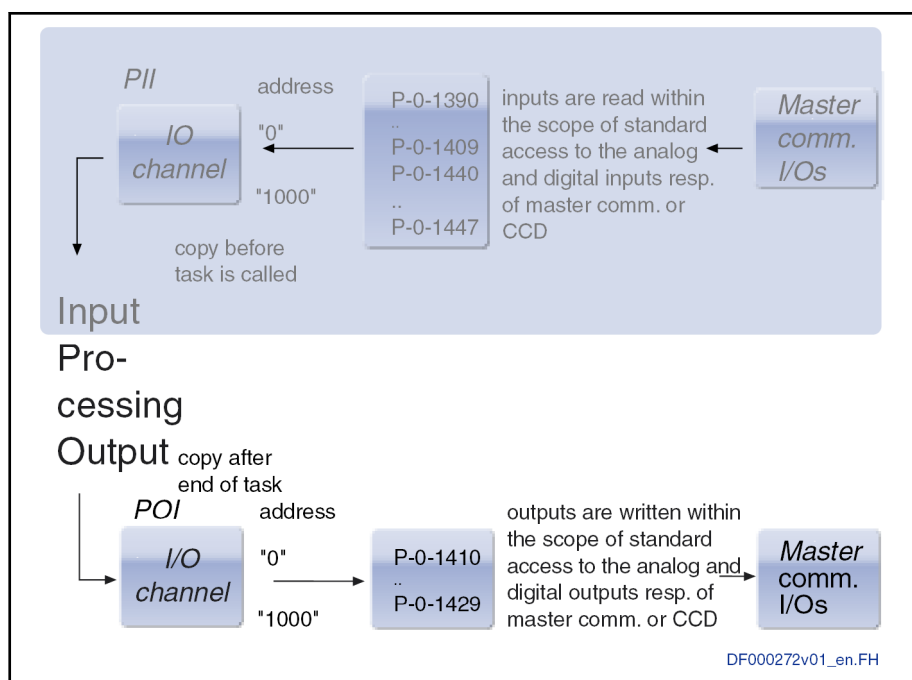 PII
IO
channel
address
"0"
"1000"
copy before
task is called
P-0-1390
..
P-0-1409
P-0-1440
..
P-0-1447
inputs are read within
the scope of standard
access to the analog
and digital inputs resp.
of master comm. or
CCD
Master
comm.
I/Os
Input
Pro-
cessing
Output
copy after
end of task
POI
I/O
channel
address
"0"
"1000"
P-0-1410
..
P-0-1429
outputs are written within
the scope of standard
access to the analog and
digital outputs resp. of
master comm. or CCD
Master
comm.
I/Os
DF000272v01_en.FH